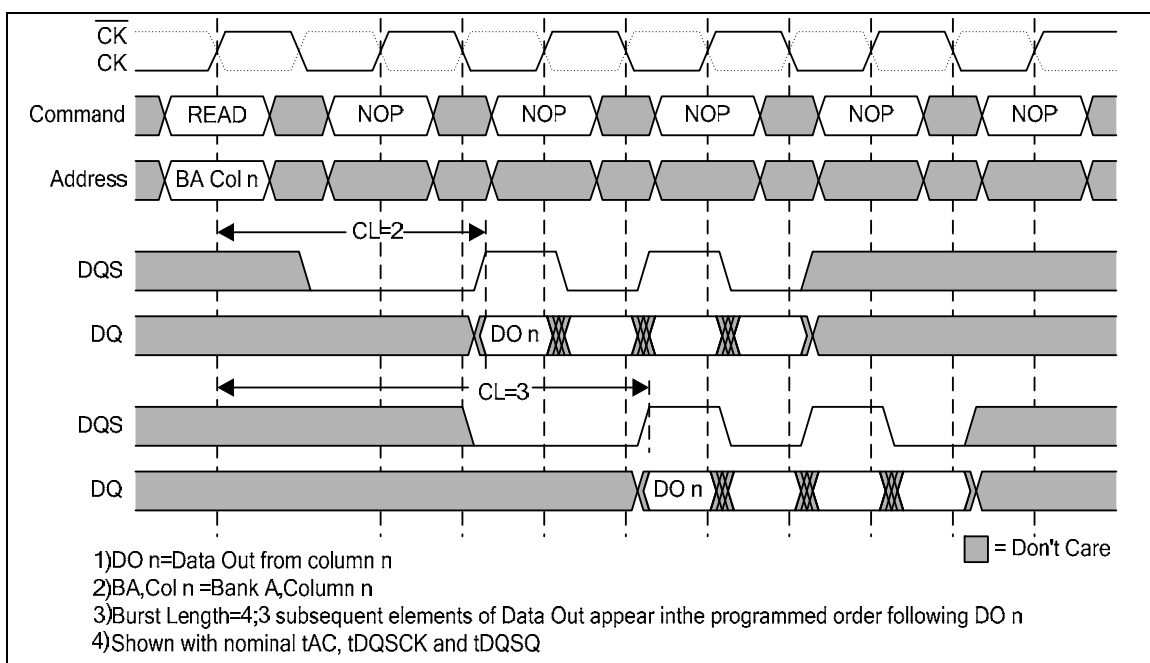 CK
CK
Command READ NOP NOP NOP NOP NOP
Address BA Col n
CL=2
DQS
DQ DO n
CL=3
DQS
DQ DO n
= Don't Care
1)DO n=Data Out from column n
2)BA,Col n =Bank A,Column n
3)Burst Length=4;3 subsequent elements of Data Out appear inthe programmed order following DO n
4)Shown with nominal tAC, tDQSCK and tDQSQ